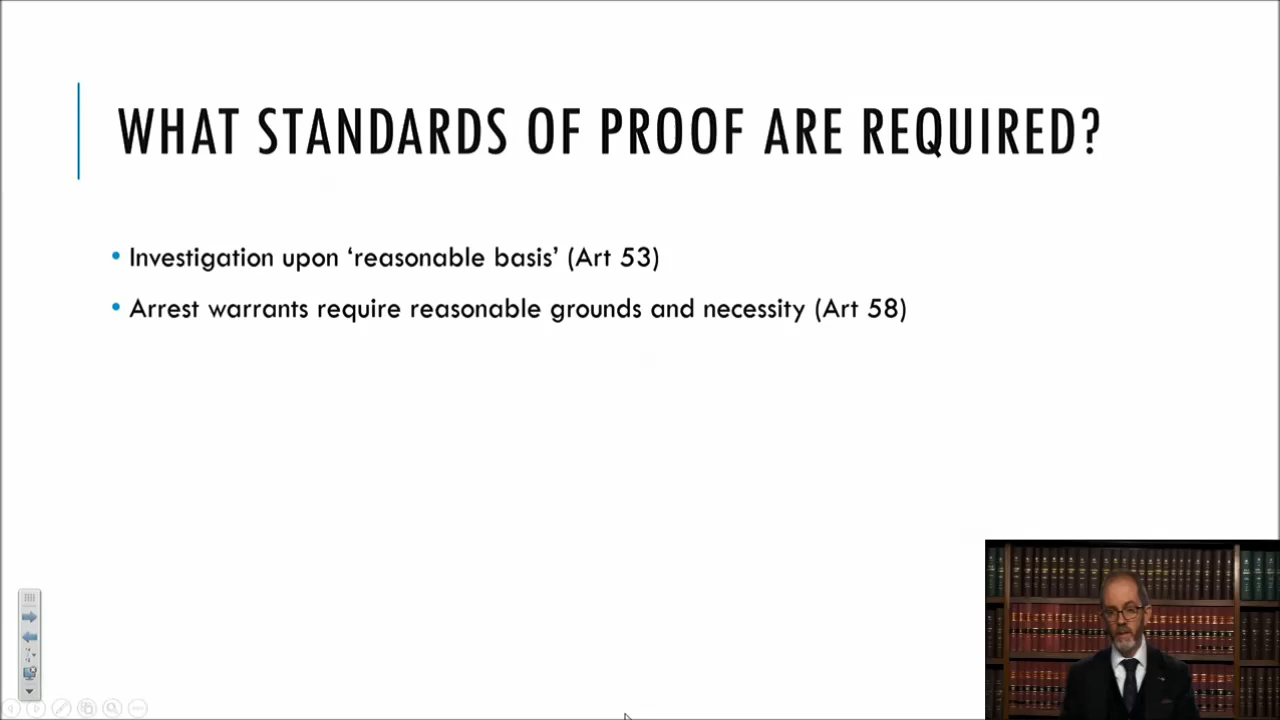 WHAT STANDARDS OF PROOF ARE REQUIRED?
• Investigation upon ‘reasonable basis’ (Art 53)
• Arrest warrants require reasonable grounds and necessity (Art 58)